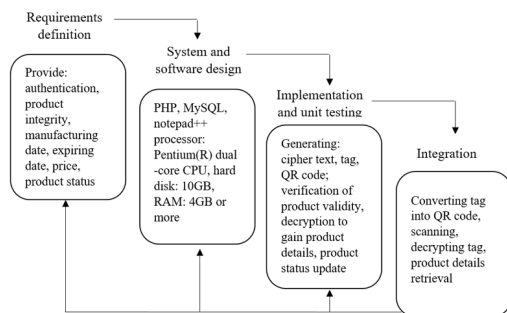 Requirements
definition
Provide:
authentication,
product
integrity,
manufacturing
date, expiring
date, price,
product status
System and
software design
PHP, MySQL,
notepad++
processor:
Pentium(R) dual
-core CPU, hard
disk: 10GB,
RAM: 4GB or
more
Implementation
and unit testing
Generating:
cipher text, tag,
QR code;
verification of
product validity,
decryption to
gain product
details, product
status update
Integration
Converting tag
into QR code,
scanning,
decrypting tag,
product details
retrieval